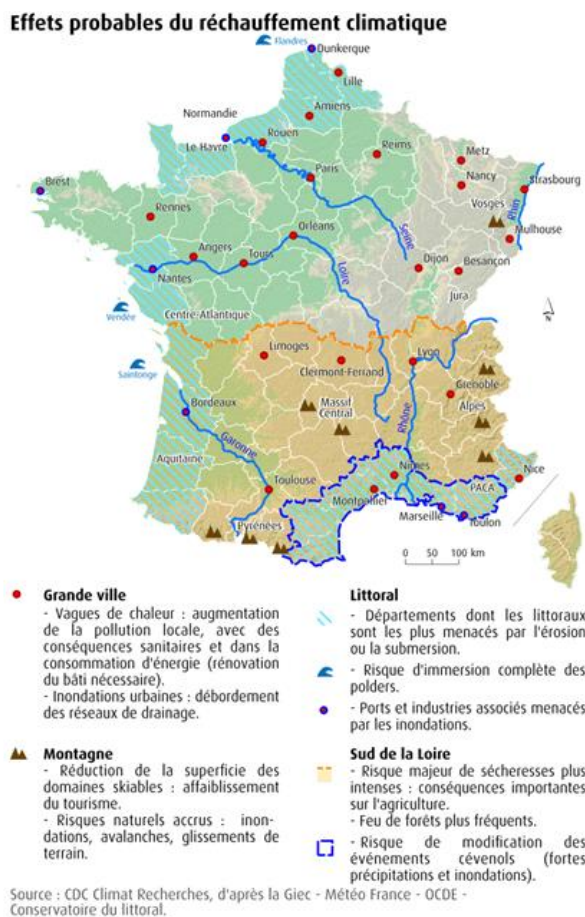 Effets probables du réchauffement climatique
Flandres
Dunkerque
Lille
Amiens
Normandie
Le Havre
Rouen
Reims
Metz
Paris
Nancy
Strasbourg
Brest
Vosges
Rhin
Rennes
Mulhouse
Orléans
Seine
Angers
Tours
Dijon
Besançon
Nantes
Loire
Jura
Vendée
Centre-Atlantique
N
Limoges
Lyon
Saintonge
Clermont-Ferrand
Grenoble
Bordeaux
Massif
Central
Rhône
Alpes
Garonne
Aquitaine
Nîmes
Nice
Toulouse
Montpellier
PACA
Marseille
Toulon
Pyrénées
0 50 100 km
Grande ville
- Vagues de chaleur : augmentation
de la pollution locale, avec des
conséquences sanitaires et dans la
consommation d'énergie (rénovation
du bâti nécessaire).
- Inondations urbaines : débordement
des réseaux de drainage.
Montagne
- Réduction de la superficie des
domaines skiables : affaiblissement
du tourisme.
- Risques naturels accrus : inon-
dations, avalanches, glissements de
terrain.
Littoral
- Départements dont les littoraux
sont les plus menacés par l'érosion
ou la submersion.
- Risque d'immersion complète des
polders.
- Ports et industries associés menacés
par les inondations.
Sud de la Loire
- Risque majeur de sécheresses plus
intenses : conséquences importantes
sur l'agriculture.
- Feu de forêts plus fréquents.
- Risque de modification des
événements cévenols (fortes
précipitations et inondations).
Source : CDC Climat Recherches, d'après la Giec - Météo France - OCDE -
Conservatoire du littoral.